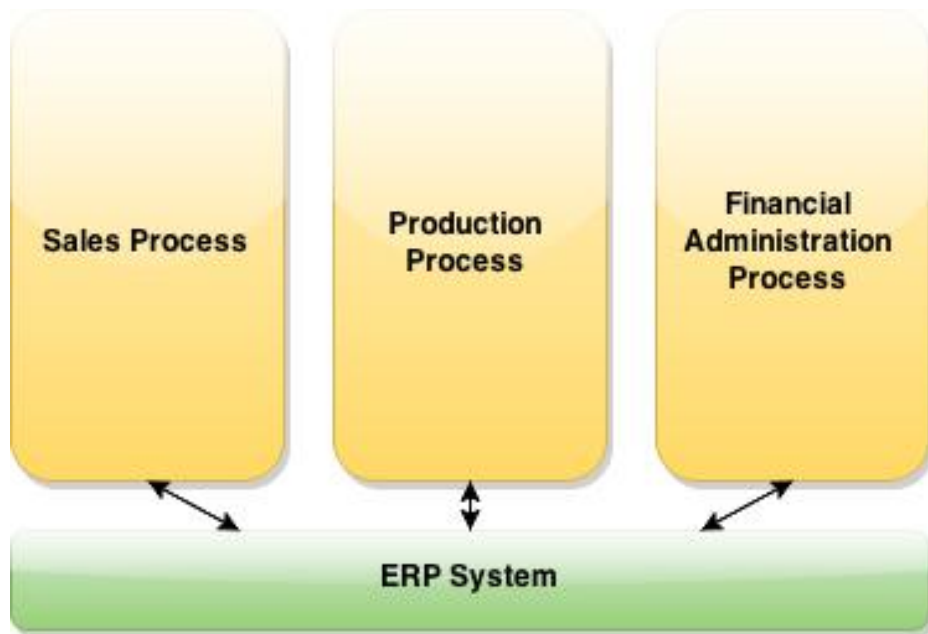 Sales Process
Production
Process
Financial
Administration
Process
ERP System